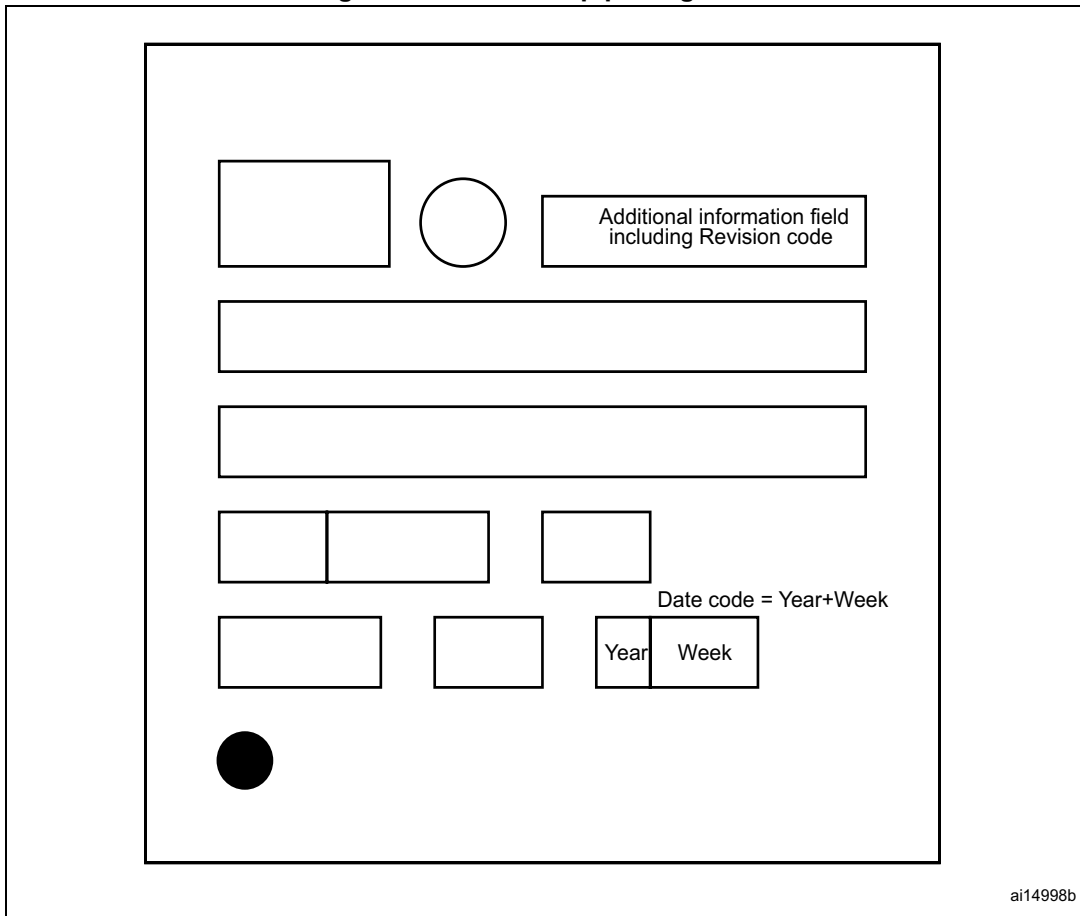 Additional information field
including Revision code
Date code = Year+Week
Year Week
ai14998b